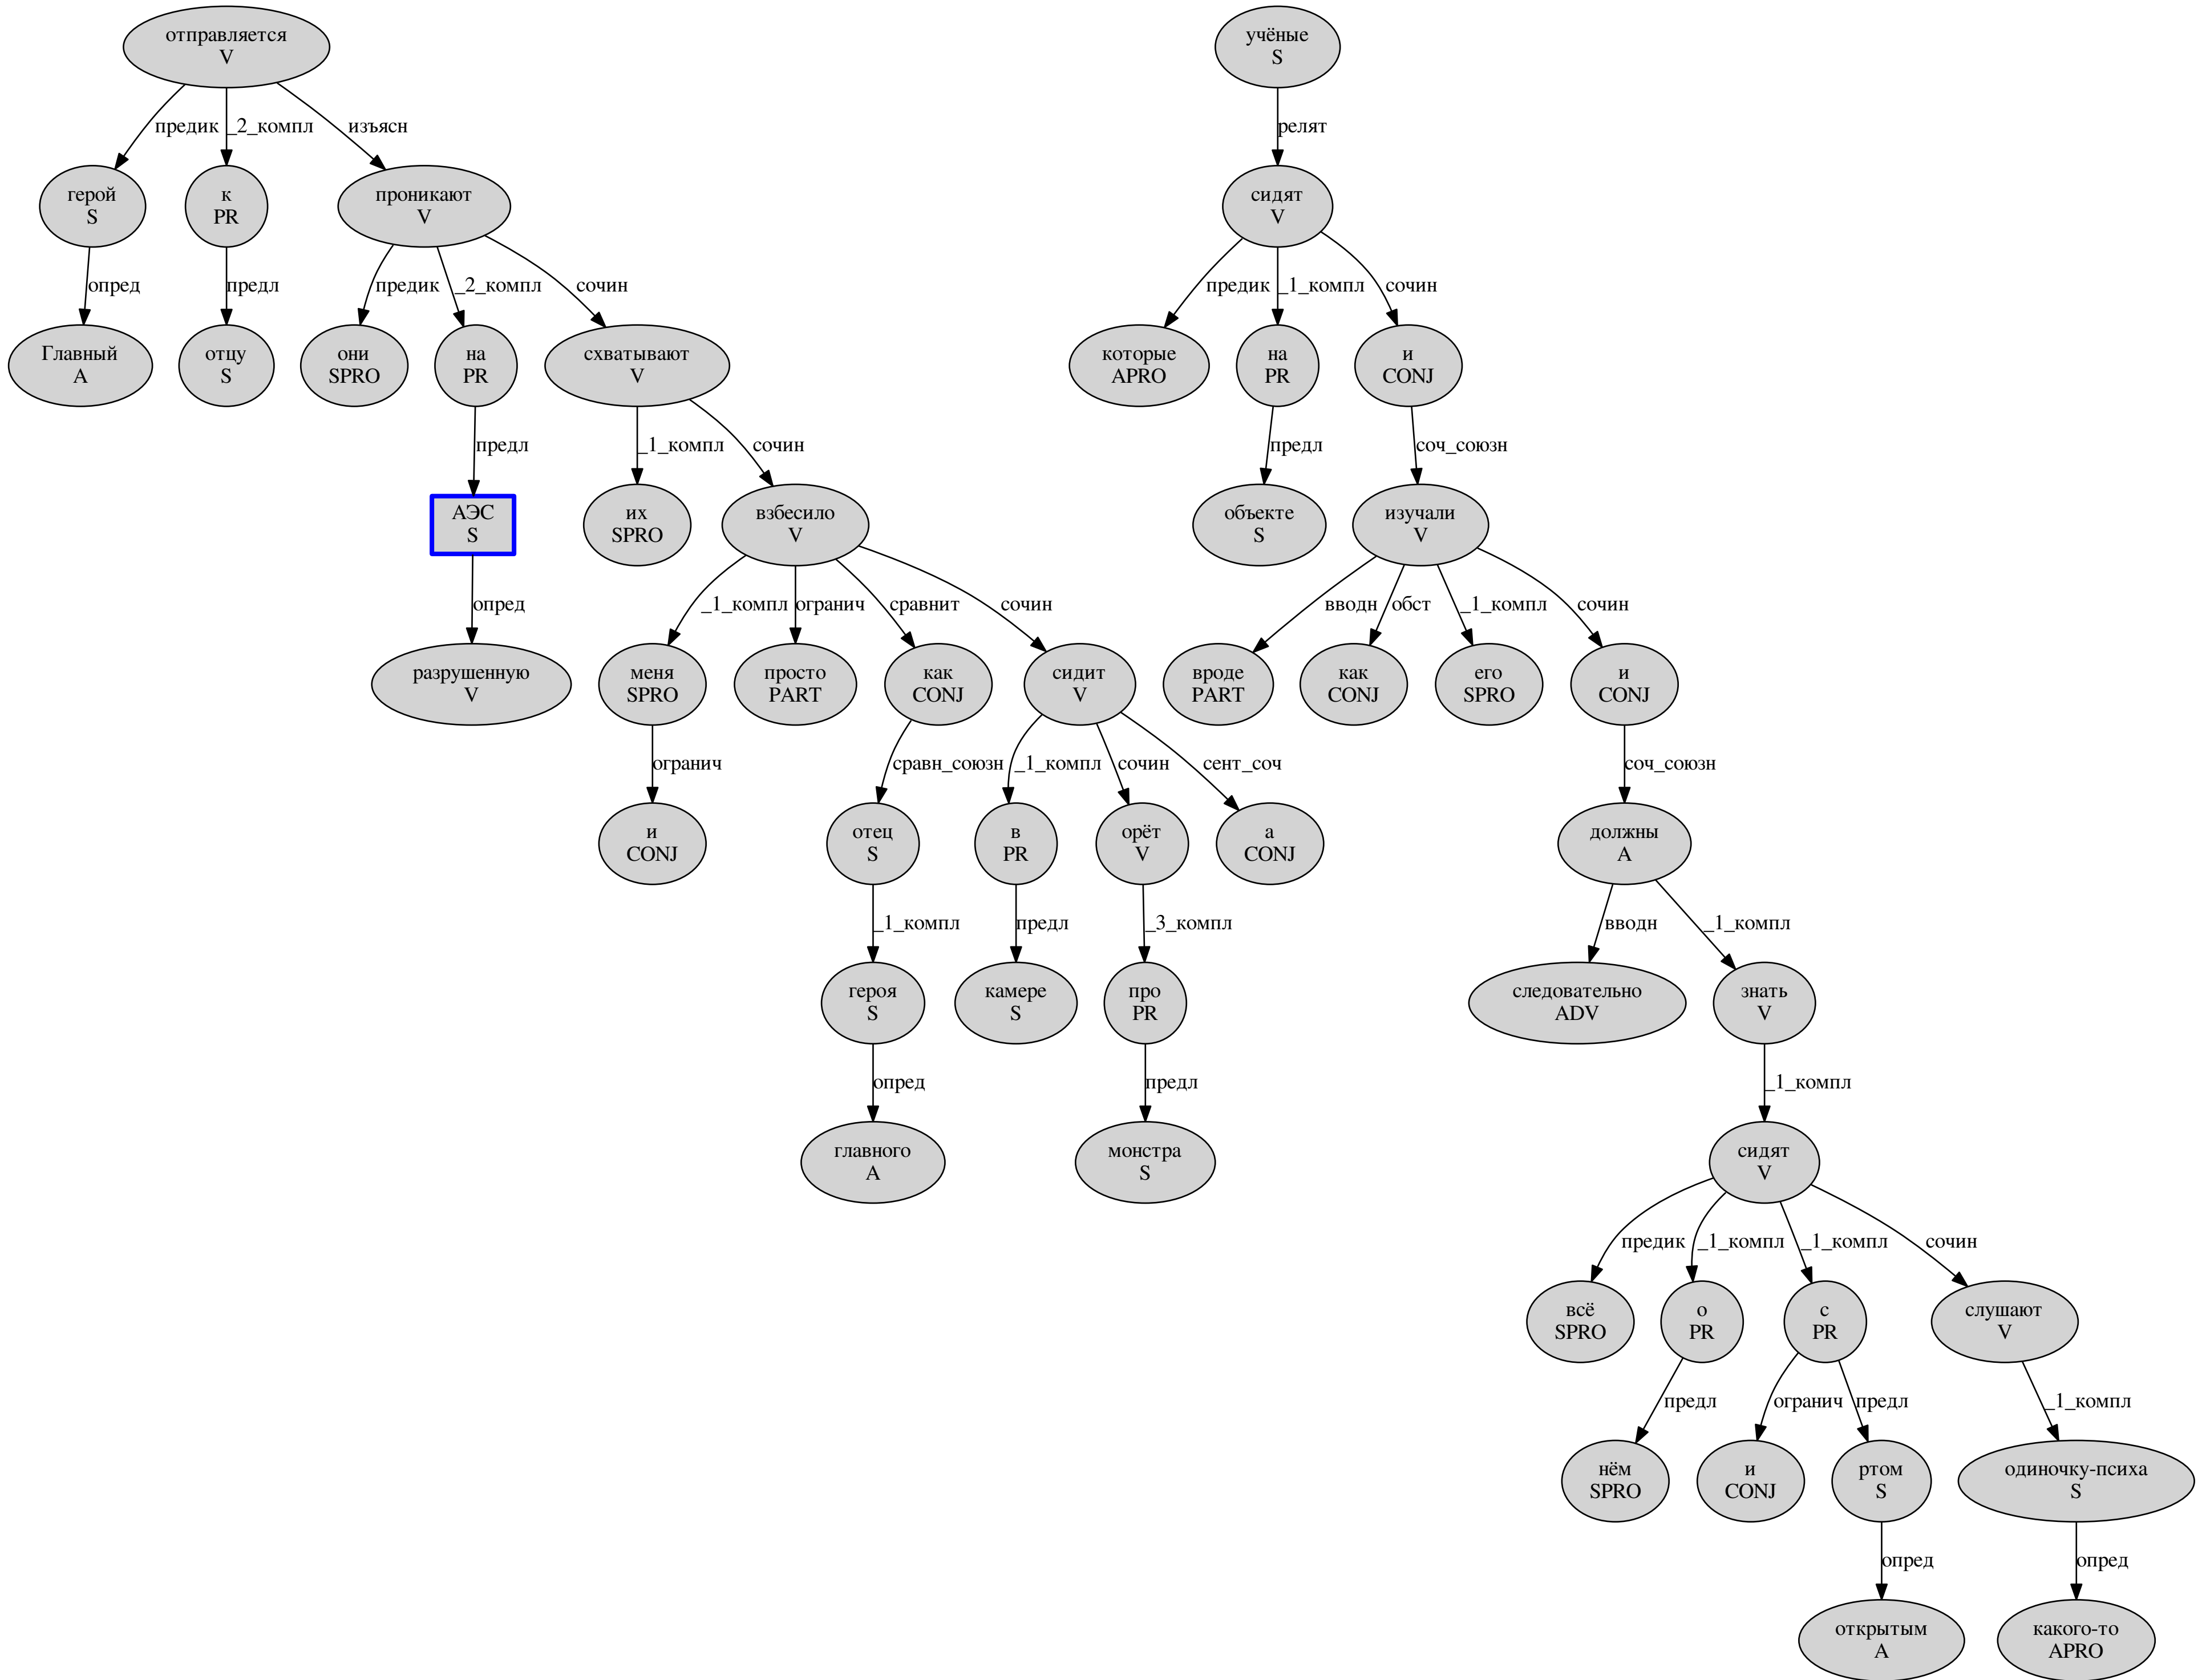 отправляется
V
учёные
S
предик
_2_компл
изъясн
релят
герой
S
к
PR
проникают
V
сидят
V
опред
предл
предик
_2_компл
сочин
предик
_1_компл
сочин
Главный
A
отцу
S
они
SPRO
на
PR
схватывают
V
которые
APRO
на
PR
и
CONJ
предл
_1_компл
сочин
предл
соч_союзн
АЭС
S
их
SPRO
взбесило
V
объекте
S
изучали
V
опред
_1_компл
огранич
сравнит
сочин
вводн
обст
_1_компл
сочин
разрушенную
V
меня
SPRO
просто
PART
как
CONJ
сидит
V
вроде
PART
как
CONJ
его
SPRO
и
CONJ
огранич
сравн_союзн
_1_компл
сочин
сент_соч
соч_союзн
и
CONJ
отец
S
в
PR
орёт
V
а
CONJ
должны
A
_1_компл
предл
_3_компл
вводн
_1_компл
героя
S
камере
S
про
PR
следовательно
ADV
знать
V
опред
предл
_1_компл
главного
A
монстра
S
сидят
V
предик
_1_компл
_1_компл
сочин
всё
SPRO
о
PR
с
PR
слушают
V
предл
огранич
предл
_1_компл
нём
SPRO
и
CONJ
ртом
S
одиночку-психа
S
опред
опред
открытым
A
какого-то
APRO